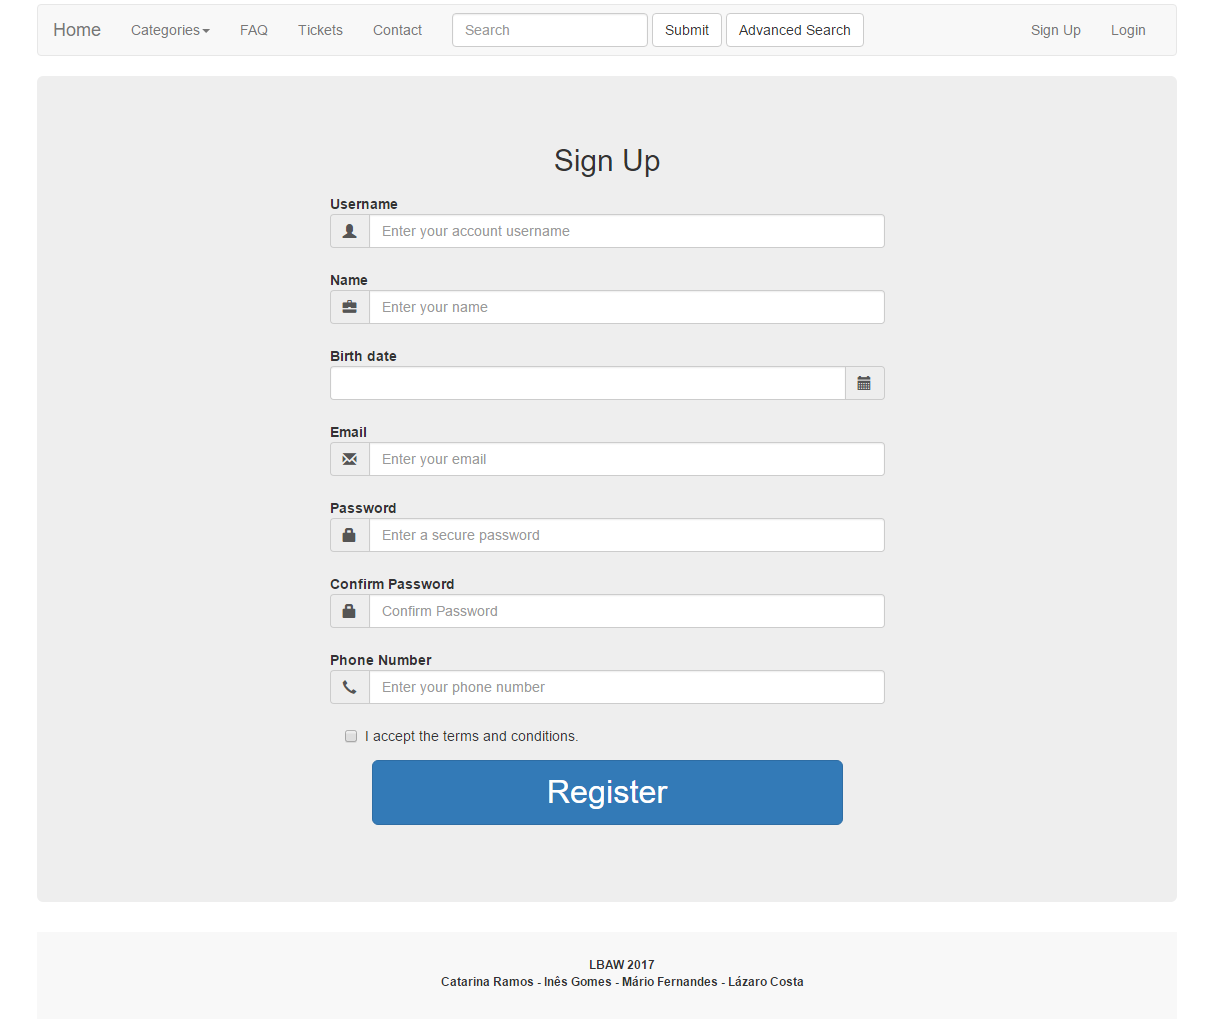 Home Categories FAQ Tickets Contact Search Submit Advanced Search Sign Up Login
Sign Up
Username
Enter your account username
Name
Enter your name
Birth date
Email
Enter your email
Password
Enter a secure password
Confirm Password
Confirm Password
Phone Number
Enter your phone number
I accept the terms and conditions.
Register
LBAW 2017
Catarina Ramos - Inês Gomes - Mário Fernandes - Lázaro Costa